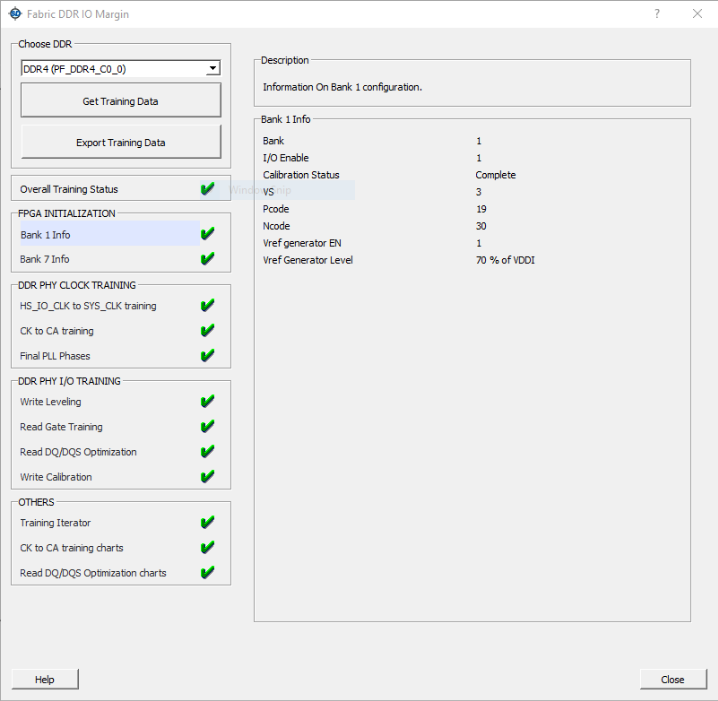 Fabric DDR IO Margin
Choose DDR
DDR4 (PF_DDR4_C0_0)
Get Training Data
Export Training Data
Overall Training Status
Window Snip
FPGA INITIALIZATION
Bank 1 Info
Bank 7 Info
DDR PHY CLOCK TRAINING
HS_IO_CLK to SYS_CLK training
CK to CA training
Final PLL Phases
DDR PHY I/O TRAINING
Write Leveling
Read Gate Training
Read DQ/DQS Optimization
Write Calibration
OTHERS
Training Iterator
CK to CA training charts
Read DQ/DQS Optimization charts
Description
Information On Bank 1 configuration.
Bank 1 Info
Bank 1
I/O Enable 1
Calibration Status Complete
VS 3
Pcode 19
Ncode 30
Vref generator EN 1
Vref Generator Level 70 % of VDDI
Help
Close